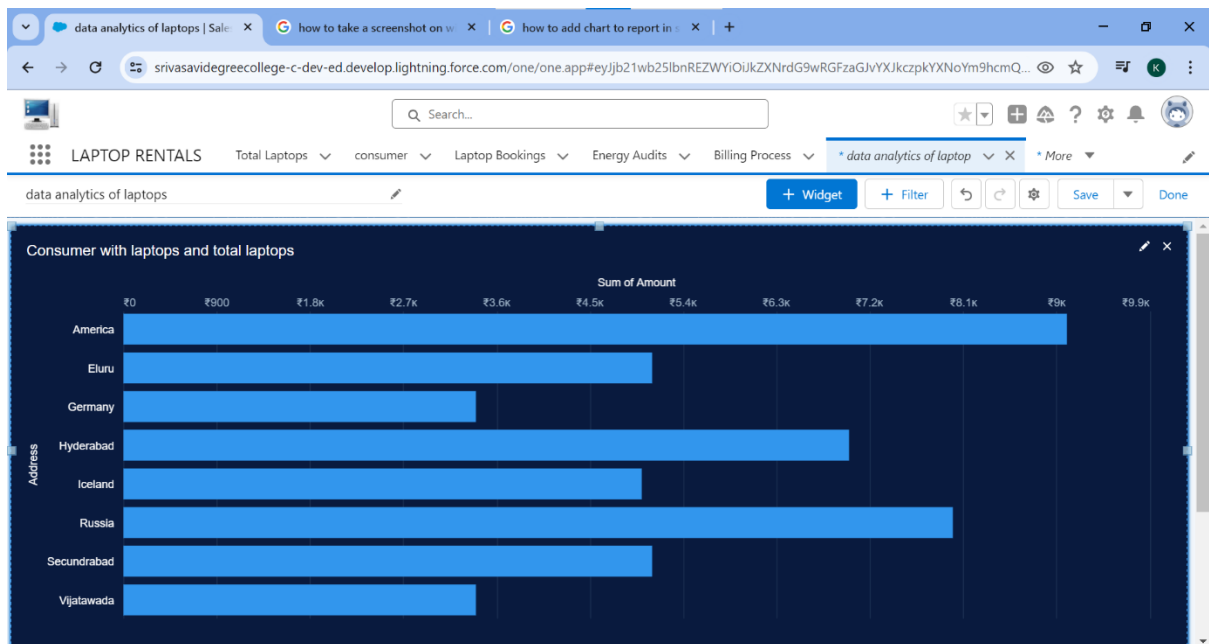 data analytics of laptops | Sale
how to take a screenshot on w
how to add chart to report in s
srivasavidegreecollege-c-dev-ed.develop.lightning.force.com/one/one.app#eyJjb21wb25lbnREZWYiOiJkZXNrdG9wRGFzaGJvYXJkczpkYXNoYm9hcmQ...
K
Search...
LAPTOP RENTALS Total Laptops consumer Laptop Bookings Energy Audits Billing Process * data analytics of laptop * More
data analytics of laptops + Widget + Filter Save Done
Consumer with laptops and total laptops
Sum of Amount
₹0 ₹900 ₹1.8K ₹2.7K ₹3.6K ₹4.5K ₹5.4K ₹6.3K ₹7.2K ₹8.1K ₹9K ₹9.9K
Address
America
Eluru
Germany
Hyderabad
Iceland
Russia
Secundrabad
Vijatawada